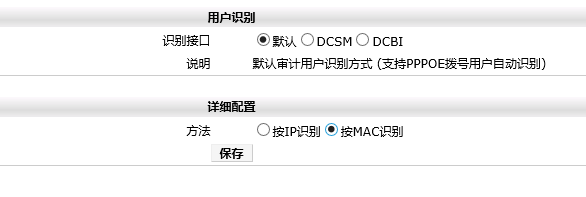 用户识别
识别接口 默认 DCSM DCBI
说明 默认审计用户识别方式 (支持PPPOE拨号用户自动识别)
详细配置
方法 按IP识别 按MAC识别
保存